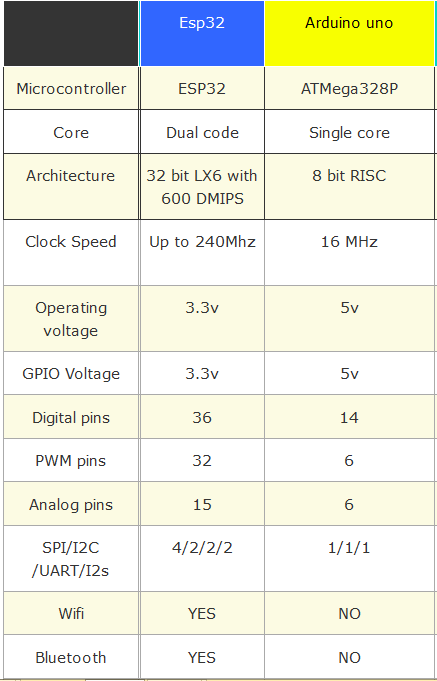 Esp32 Arduino uno
Microcontroller ESP32 ATMega328P
Core Dual code Single core
Architecture 32 bit LX6 with 8 bit RISC
600 DMIPS
Clock Speed Up to 240Mhz 16 MHz
Operating 3.3v 5v
voltage
GPIO Voltage 3.3v 5v
Digital pins 36 14
PWM pins 32 6
Analog pins 15 6
SPI/I2C 4/2/2/2 1/1/1
/UART/I2s
Wifi YES NO
Bluetooth YES NO